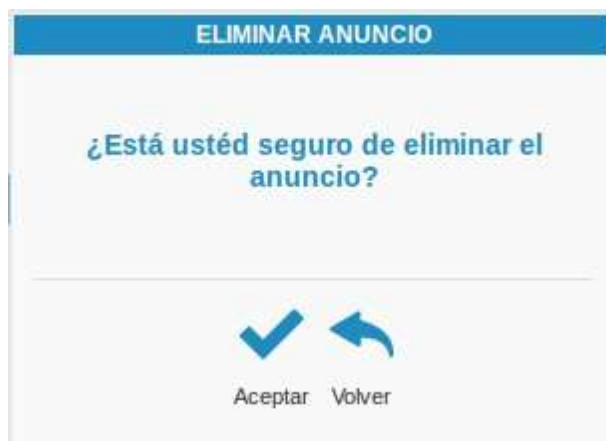 ELIMINAR ANUNCIO
¿Está ustéd seguro de eliminar el
anuncio?
Aceptar Volver